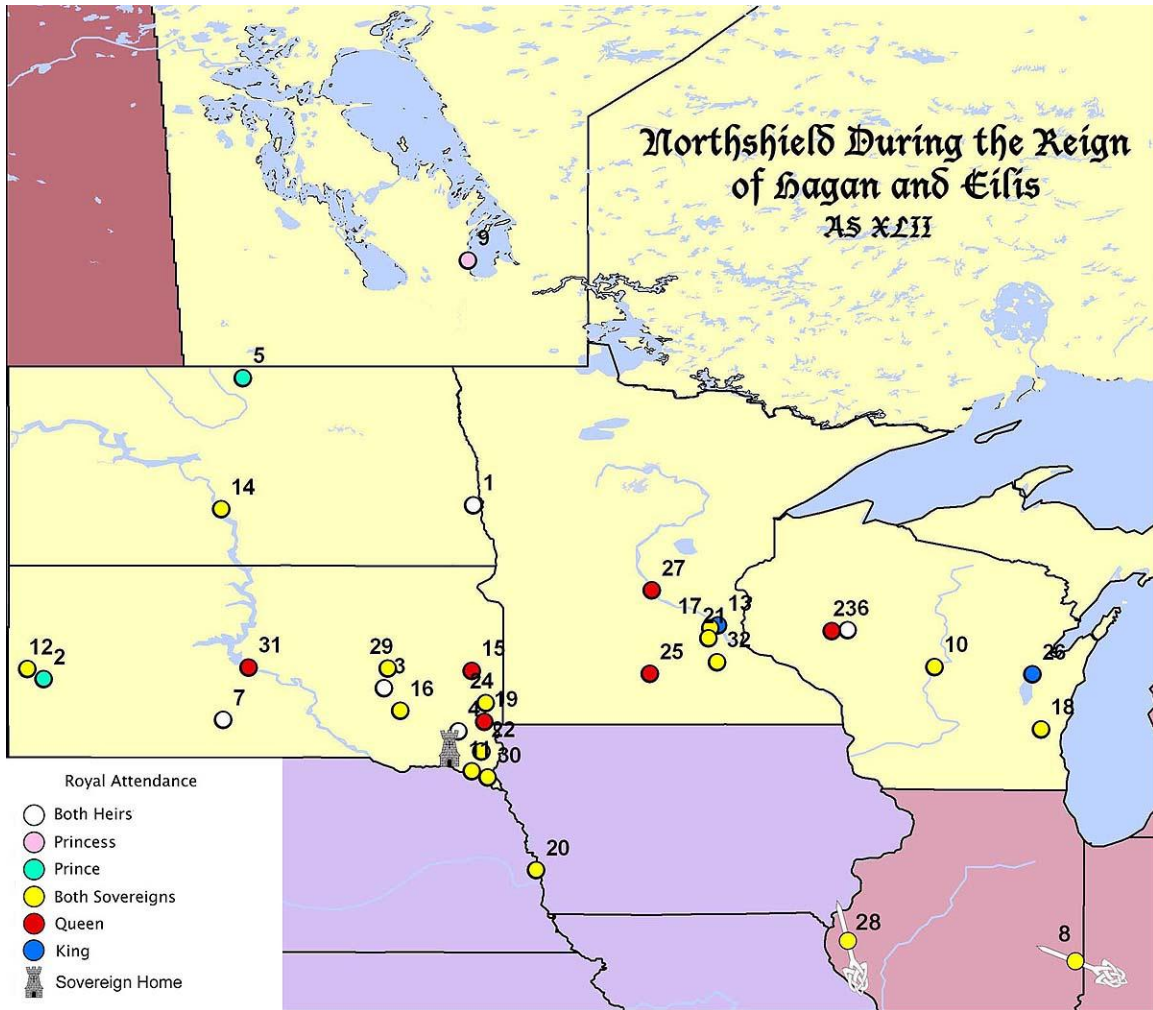 Northshield During the Reign
of Hagan and Eilis
AS XLII
9
5
14
1
27
17
21
13
32
236
12
2
31
29
3
15
25
10
26
7
16
24
19
4
22
18
11
30
20
28
8
Royal Attendance
Both Heirs
Princess
Prince
Both Sovereigns
Queen
King
Sovereign Home